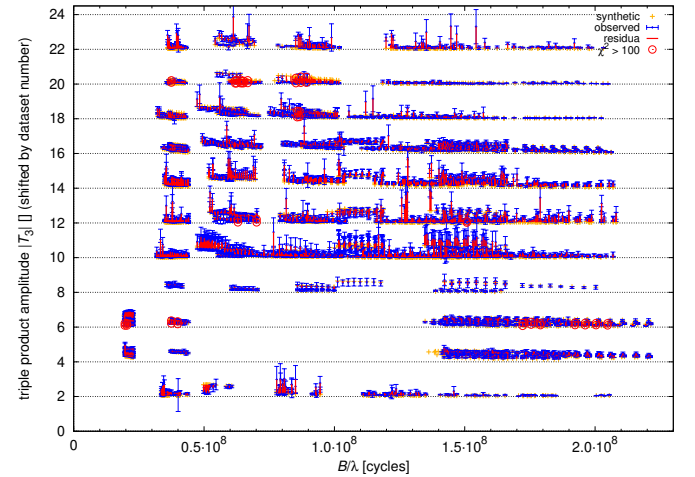 synthetic
observed
residua
χ² > 100
triple product amplitude |T₃| [] (shifted by dataset number)
24
22
20
18
16
14
12
10
8
6
4
2
0
0 0.5·10⁸ 1.0·10⁸ 1.5·10⁸ 2.0·10⁸
B/λ [cycles]